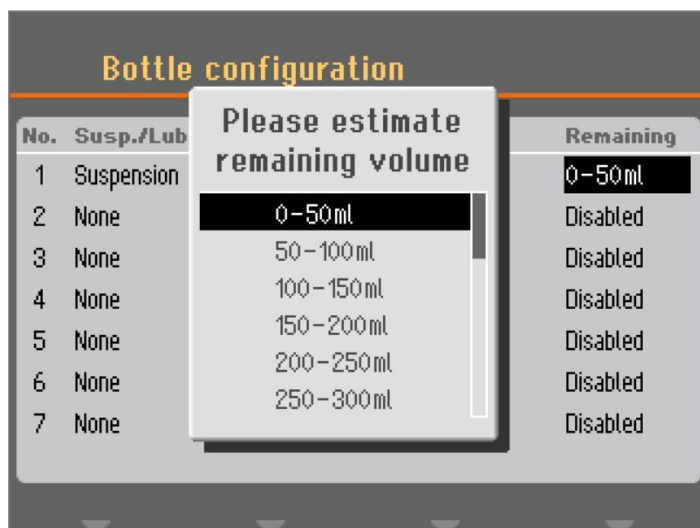 Bottle configuration
Please estimate
remaining volume
No. Susp./Lub Remaining
1 Suspension 0-50ml 0-50ml
2 None 50-100ml Disabled
3 None 100-150ml Disabled
4 None 150-200ml Disabled
5 None 200-250ml Disabled
6 None 250-300ml Disabled
7 None Disabled